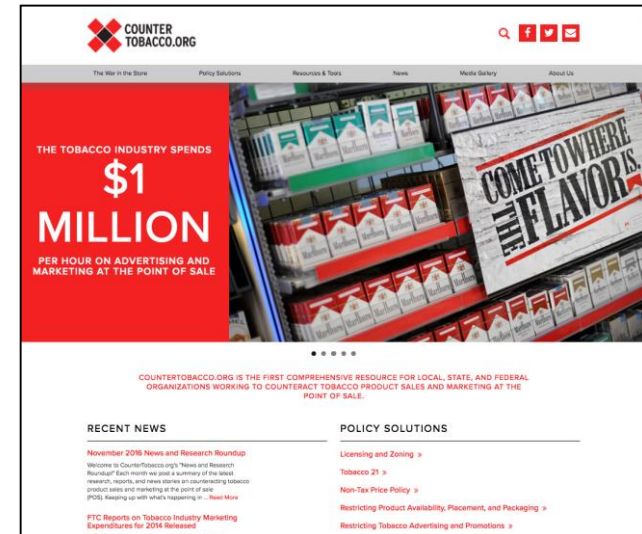 COUNTER
TOBACCO.ORG
The War in the Store Policy Solutions Resources & Tools News Media Gallery About Us
THE TOBACCO INDUSTRY SPENDS
$1
MILLION
PER HOUR ON ADVERTISING AND
MARKETING AT THE POINT OF SALE
COME TO WHERE
THE FLAVOR IS.
Marlboro
COUNTERTOBACCO.ORG IS THE FIRST COMPREHENSIVE RESOURCE FOR LOCAL, STATE, AND FEDERAL
ORGANIZATIONS WORKING TO COUNTERACT TOBACCO PRODUCT SALES AND MARKETING AT THE
POINT OF SALE.
RECENT NEWS
November 2016 News and Research Roundup
Welcome to CounterTobacco.org's "News and Research
Roundup!" Each month we post a summary of the latest
research, reports, and news stories on counteracting tobacco
product sales and marketing at the point of sale
(POS). Keeping up with what's happening in ... Read More
FTC Reports on Tobacco Industry Marketing
Expenditures for 2014 Released
POLICY SOLUTIONS
Licensing and Zoning »
Tobacco 21 »
Non-Tax Price Policy »
Restricting Product Availability, Placement, and Packaging »
Restricting Tobacco Advertising and Promotions »